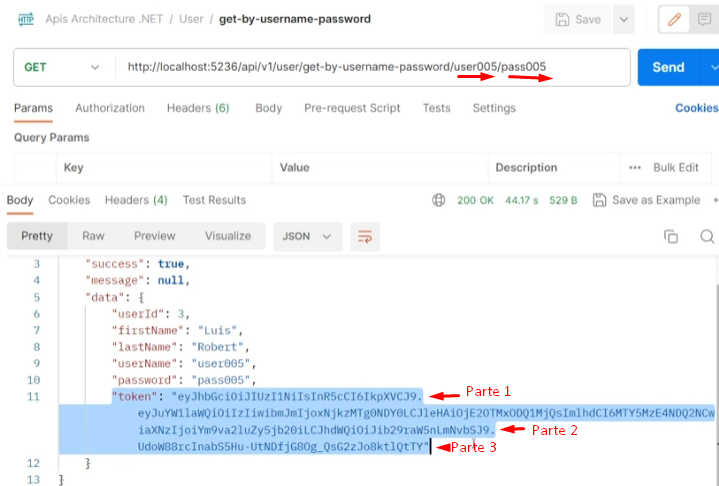 HTTP Apis Architecture .NET / User / get-by-username-password Save
GET http://localhost:5236/api/v1/user/get-by-username-password/user005/pass005 Send
Params Authorization Headers (6) Body Pre-request Script Tests Settings Cookies
Query Params
Key Value Description ••• Bulk Edit
Body Cookies Headers (4) Test Results 200 OK 44.17 s 529 B Save as Example
Pretty Raw Preview Visualize JSON
3 "success": true,
4 "message": null,
5 "data": {
6 "userId": 3,
7 "firstName": "Luis",
8 "lastName": "Robert",
9 "userName": "user005",
10 "password": "pass005",
11 "token": "eyJhbGciOiJIUzI1NiIsInR5cCI6IkpXVCJ9. Parte 1
eyJuYW1laWQiOiIzIiwibmJmIjoxNjkzMTg0NDY0LCJleHAiOjE2OTMxODQ1MjQsImlhdCI6MTY5MzE4NDQ2NCw
iaXNzIjoiYm9va2luZy5jb20iLCJhdWQiOiJib29raW5nLmNvbSJ9. Parte 2
UdoW88rcInabS5Hu-UtNDfjG8Og_QsG2zJo8ktlQtTY" Parte 3
12 }
13 }